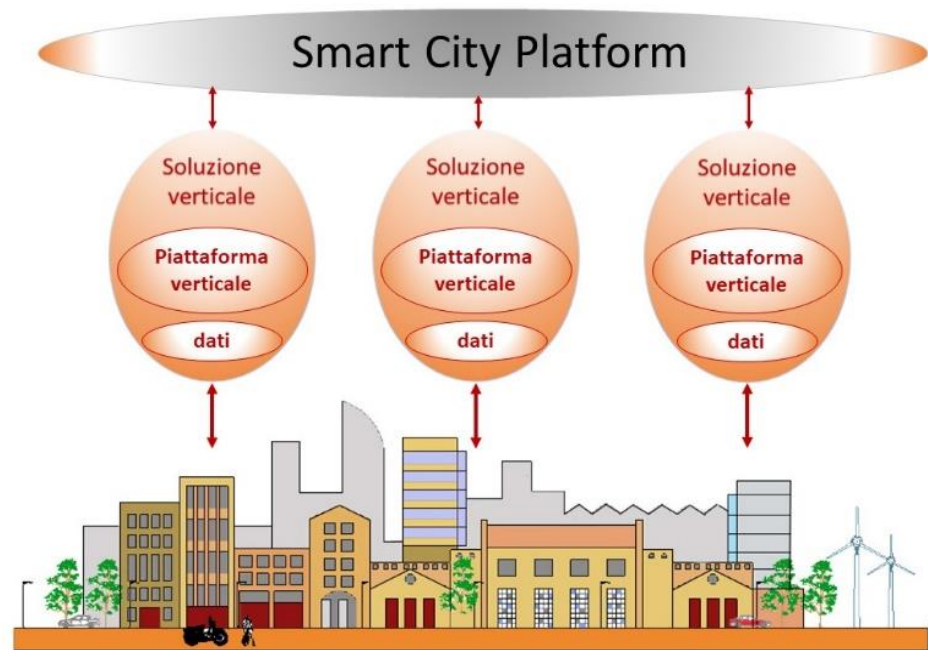 Smart City Platform
Soluzione
verticale
Piattaforma
verticale
dati
Soluzione
verticale
Piattaforma
verticale
dati
Soluzione
verticale
Piattaforma
verticale
dati